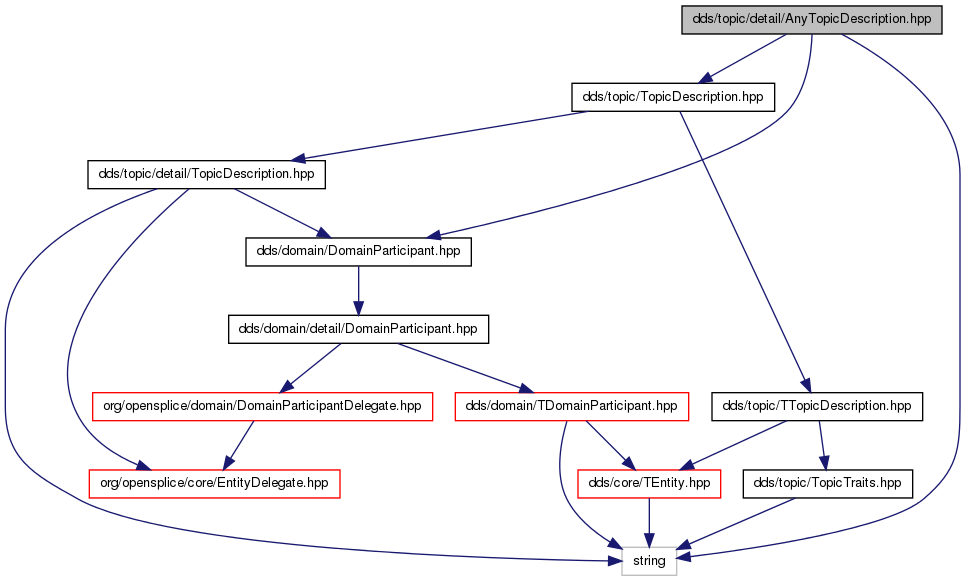 dds/topic/detail/AnyTopicDescription.hpp
dds/topic/TopicDescription.hpp
dds/topic/detail/TopicDescription.hpp
dds/domain/DomainParticipant.hpp
dds/domain/detail/DomainParticipant.hpp
org/opensplice/domain/DomainParticipantDelegate.hpp
dds/domain/TDomainParticipant.hpp
dds/topic/TTopicDescription.hpp
org/opensplice/core/EntityDelegate.hpp
dds/core/TEntity.hpp
dds/topic/TopicTraits.hpp
string